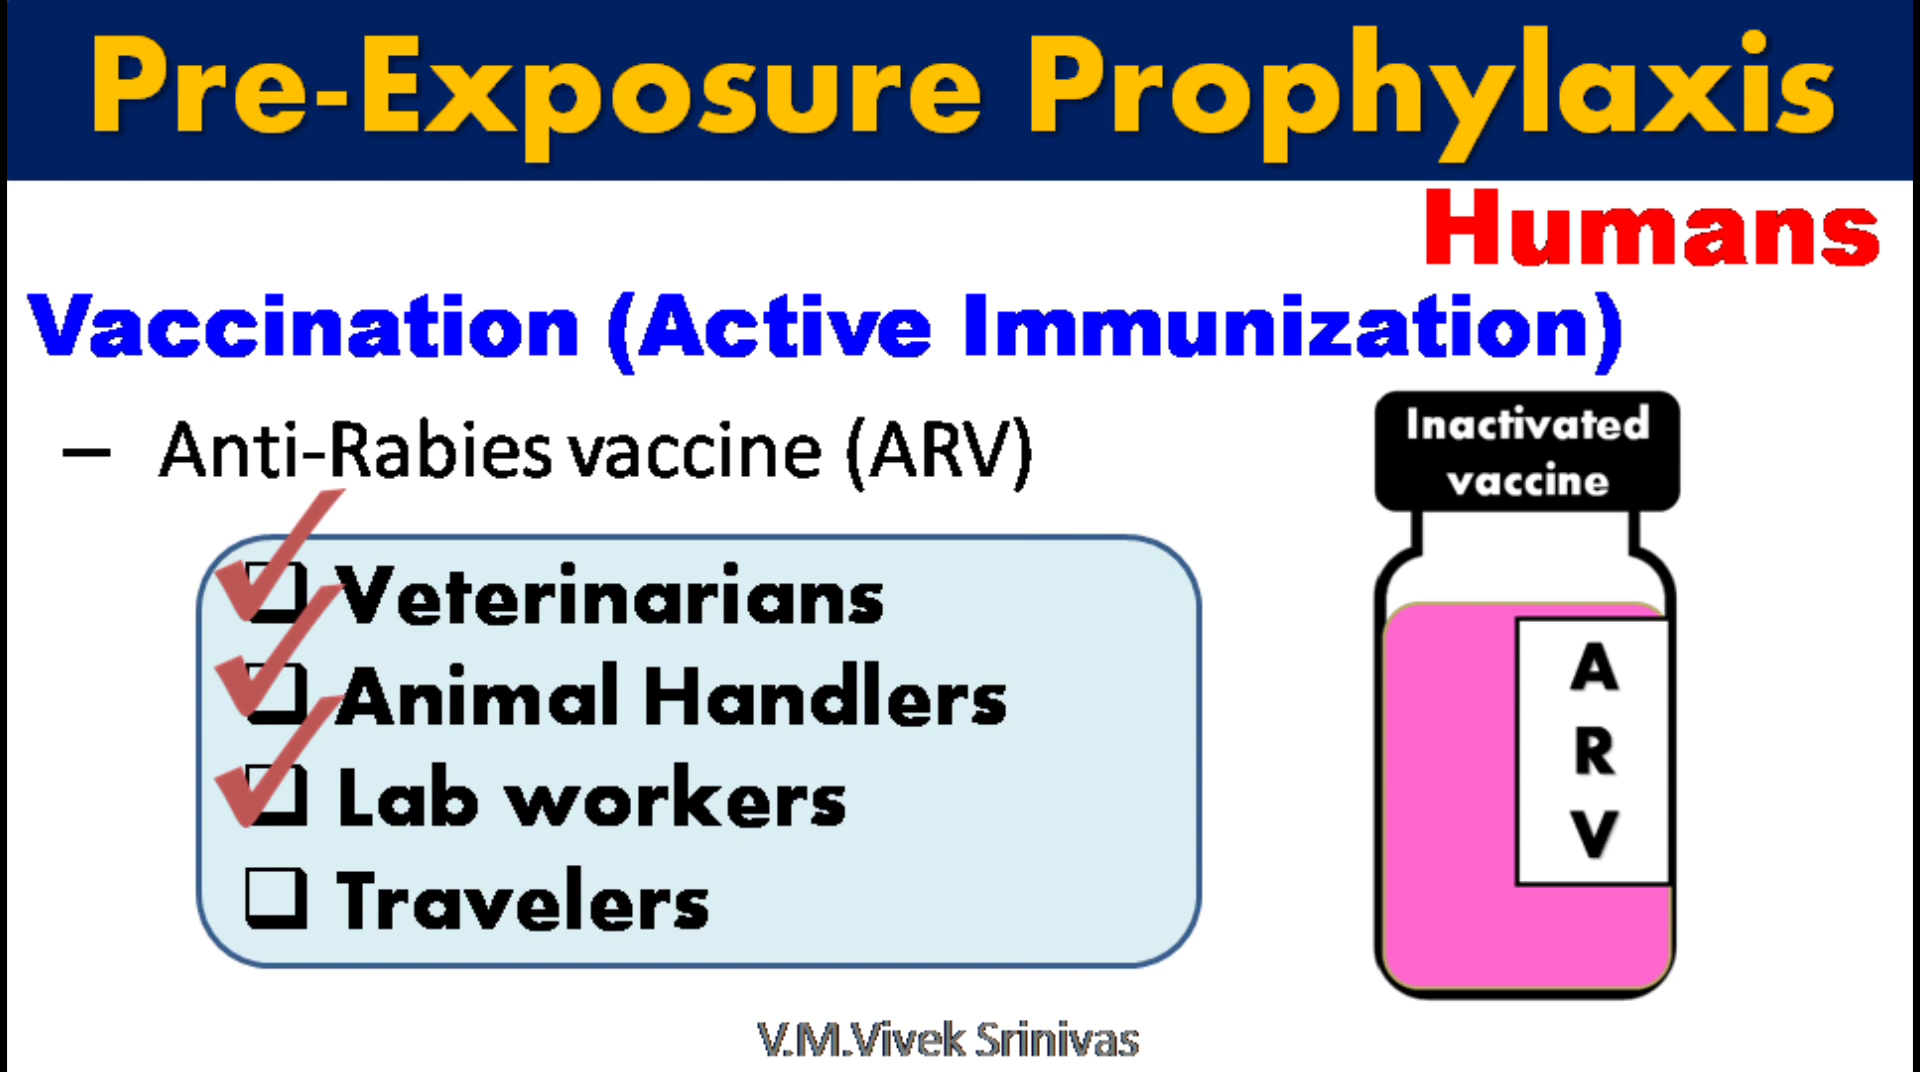 Pre-Exposure Prophylaxis
Humans
Vaccination (Active Immunization)
– Anti-Rabies vaccine (ARV)
Veterinarians
Animal Handlers
Lab workers
Travelers
Inactivated
vaccine
A
R
V
V.M.Vivek Srinivas